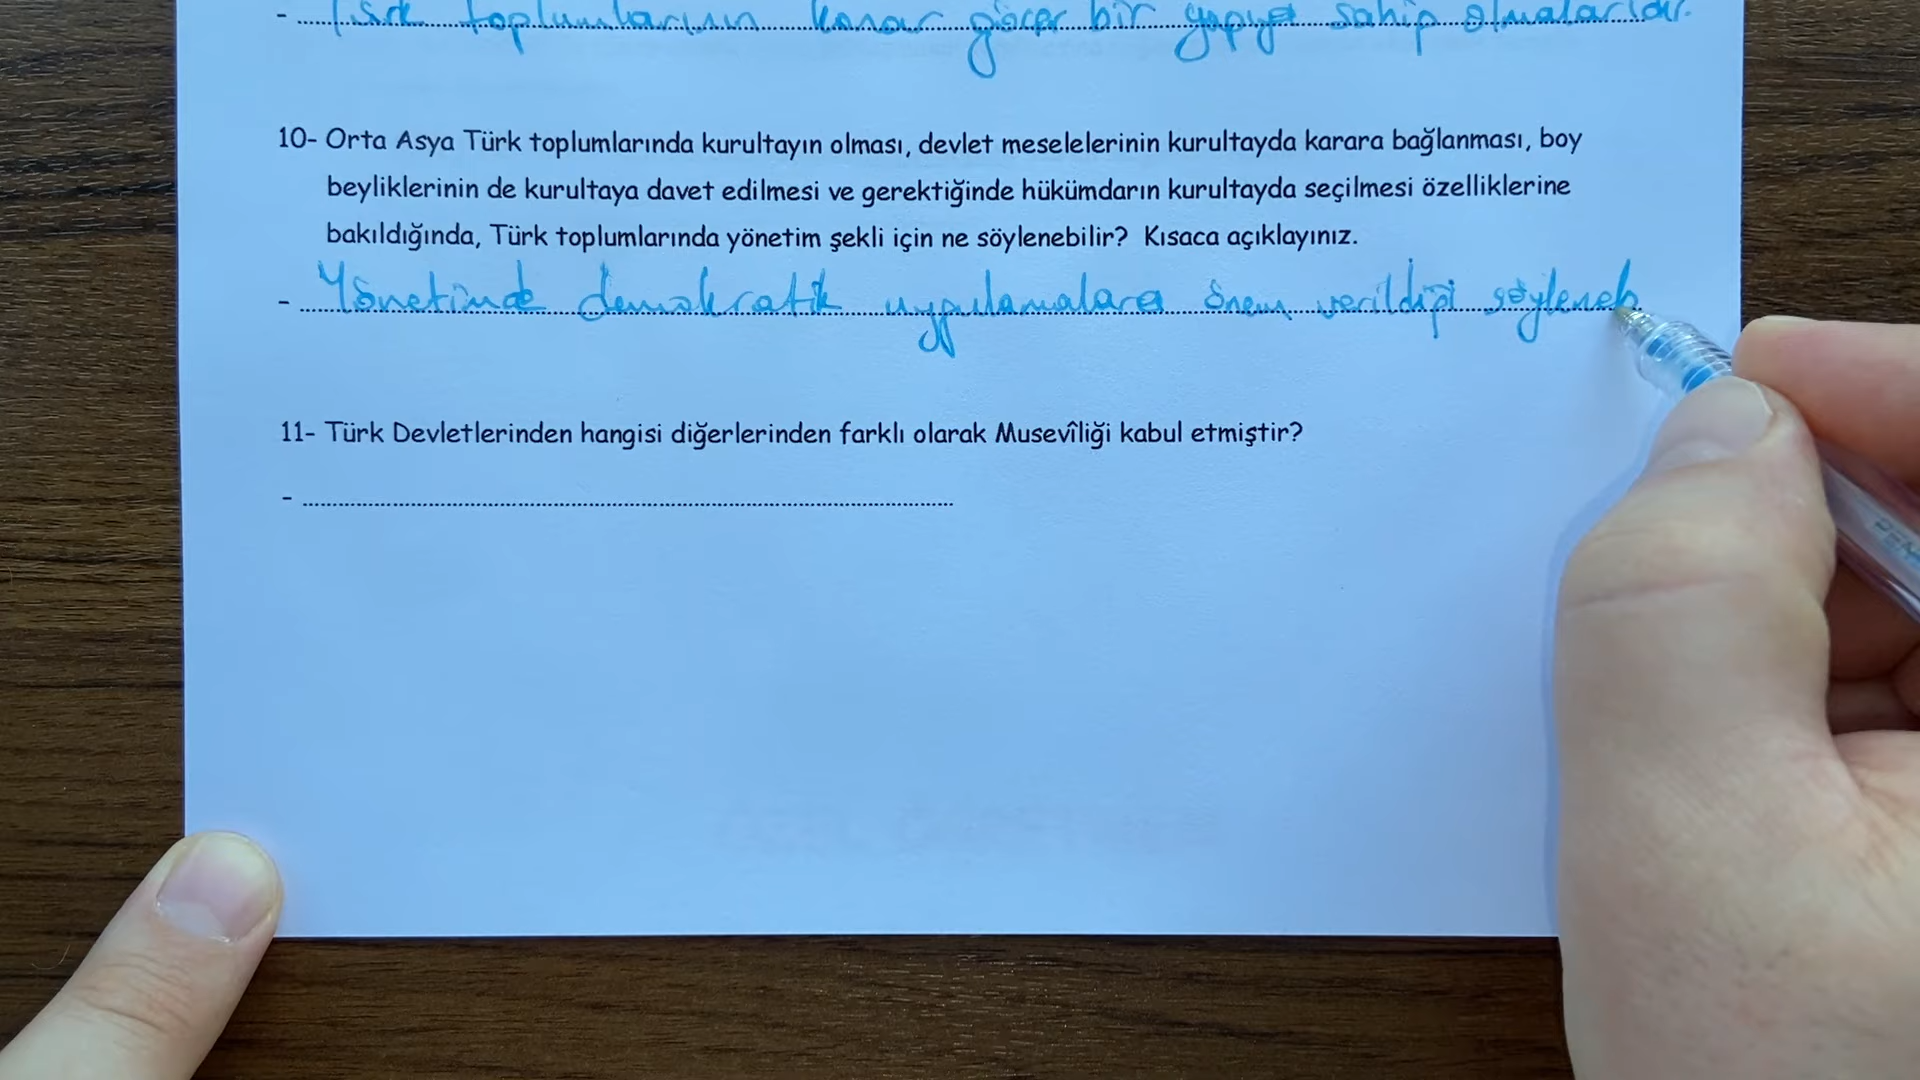 - Türk toplumlarının konar göçer bir yapıya sahip olmalarıdır.
10- Orta Asya Türk toplumlarında kurultayın olması, devlet meselelerinin kurultayda karara bağlanması, boy
beyliklerinin de kurultaya davet edilmesi ve gerektiğinde hükümdarın kurultayda seçilmesi özelliklerine
bakıldığında, Türk toplumlarında yönetim şekli için ne söylenebilir? Kısaca açıklayınız.
- Yönetimde demokratik uygulamalara önem verildiği söyleneb
11- Türk Devletlerinden hangisi diğerlerinden farklı olarak Musevîliği kabul etmiştir?
-